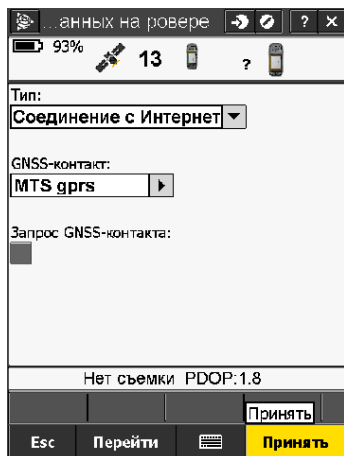 ...анных на ровере ? ×
93% 13 ?
Тип:
Соединение с Интернет
GNSS-контакт:
MTS gprs
Запрос GNSS-контакта:
Нет съемки PDOP:1.8
Принять
Esc Перейти Принять